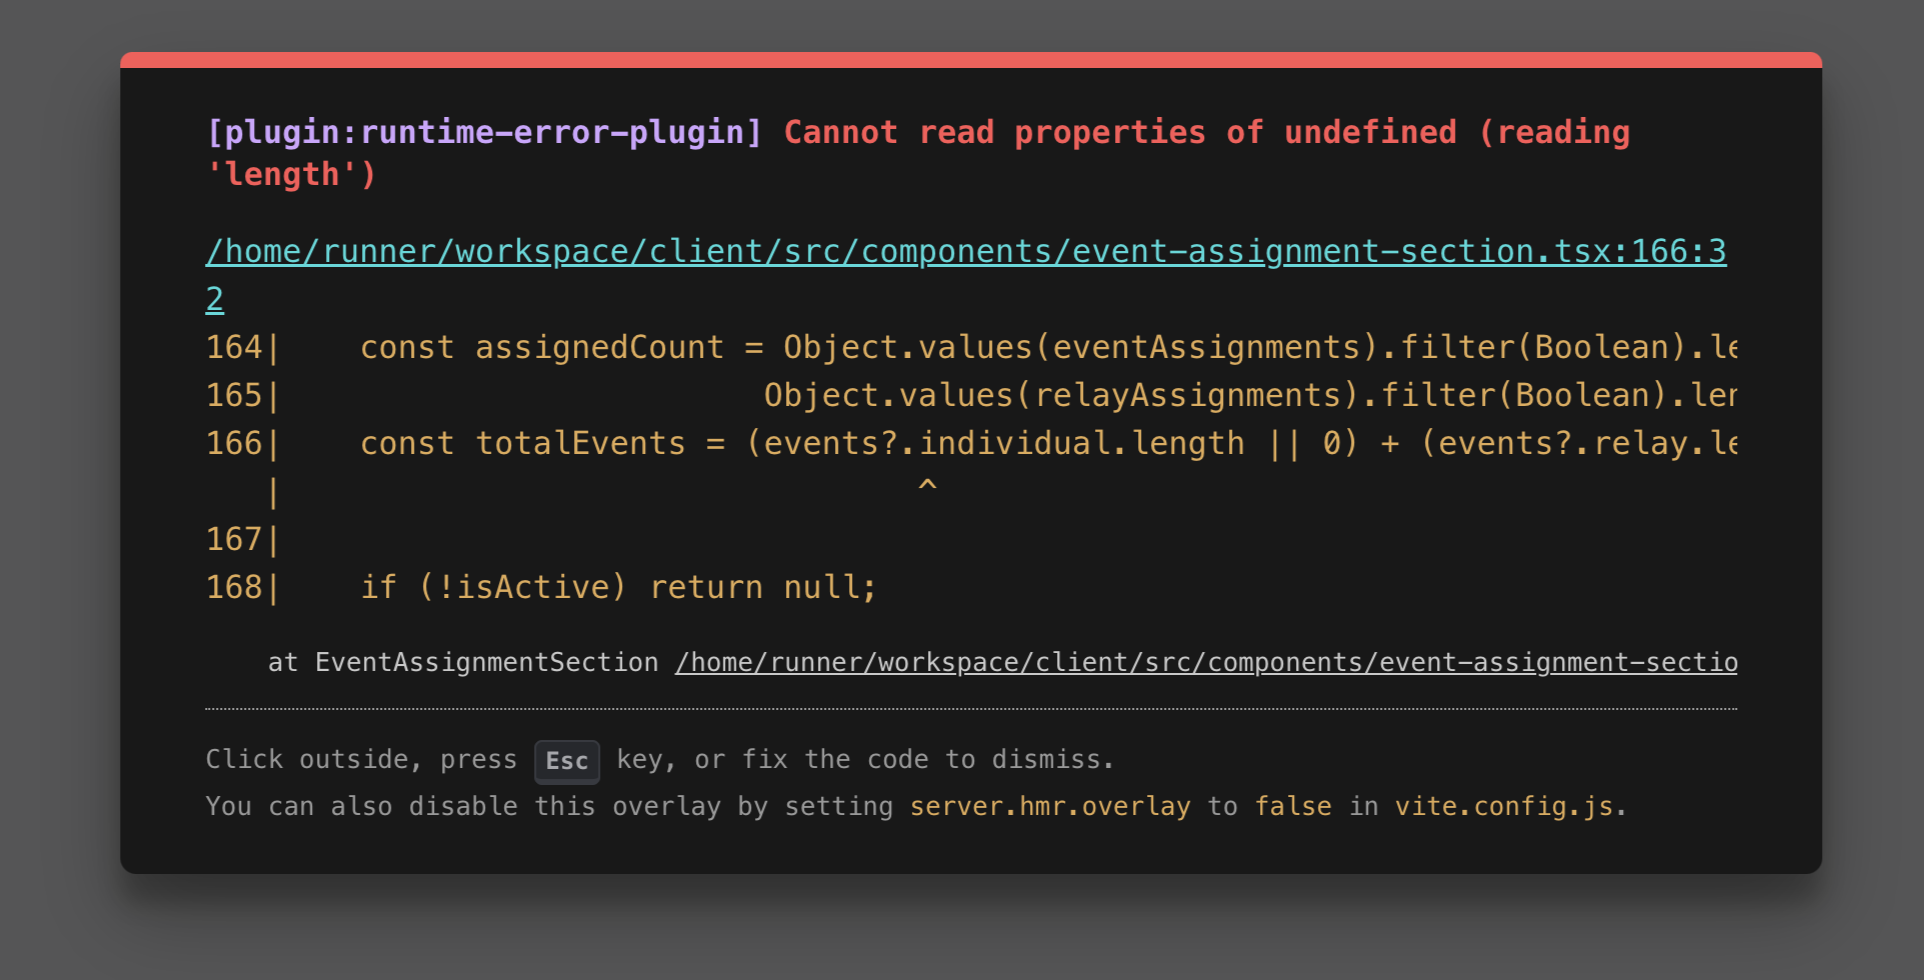 [plugin:runtime-error-plugin] Cannot read properties of undefined (reading
'length')
/home/runner/workspace/client/src/components/event-assignment-section.tsx:166:3
2
164|    const assignedCount = Object.values(eventAssignments).filter(Boolean).le
165|                         Object.values(relayAssignments).filter(Boolean).len
166|    const totalEvents = (events?.individual.length || 0) + (events?.relay.le
   |                                 ^
167|
168|    if (!isActive) return null;
at EventAssignmentSection /home/runner/workspace/client/src/components/event-assignment-sectio
Click outside, press Esc key, or fix the code to dismiss.
You can also disable this overlay by setting server.hmr.overlay to false in vite.config.js.